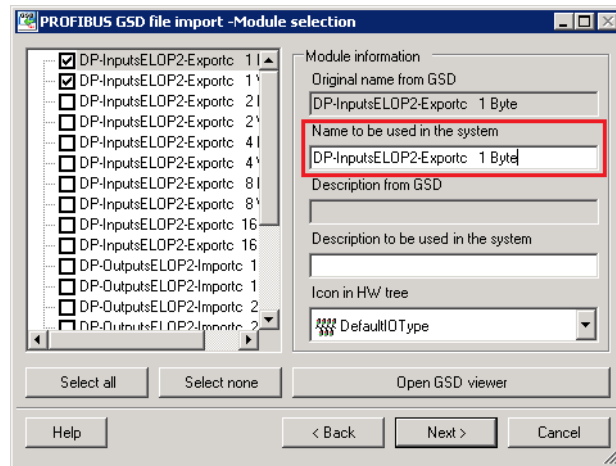 PROFIBUS GSD file import -Module selection
DP-InputsELOP2-Exportc 1
DP-InputsELOP2-Exportc 1
DP-InputsELOP2-Exportc 2
DP-InputsELOP2-Exportc 2
DP-InputsELOP2-Exportc 4
DP-InputsELOP2-Exportc 4
DP-InputsELOP2-Exportc 8
DP-InputsELOP2-Exportc 8
DP-InputsELOP2-Exportc 16
DP-InputsELOP2-Exportc 16
DP-OutputsELOP2-Importc 1
DP-OutputsELOP2-Importc 1
DP-OutputsELOP2-Importc 2
DP-OutputsELOP2-Importc 2
Module information
Original name from GSD
DP-InputsELOP2-Exportc 1 Byte
Name to be used in the system
DP-InputsELOP2-Exportc 1 Byte
Description from GSD
Description to be used in the system
Icon in HW tree
DefaultIOType
Select all
Select none
Open GSD viewer
Help
< Back
Next >
Cancel